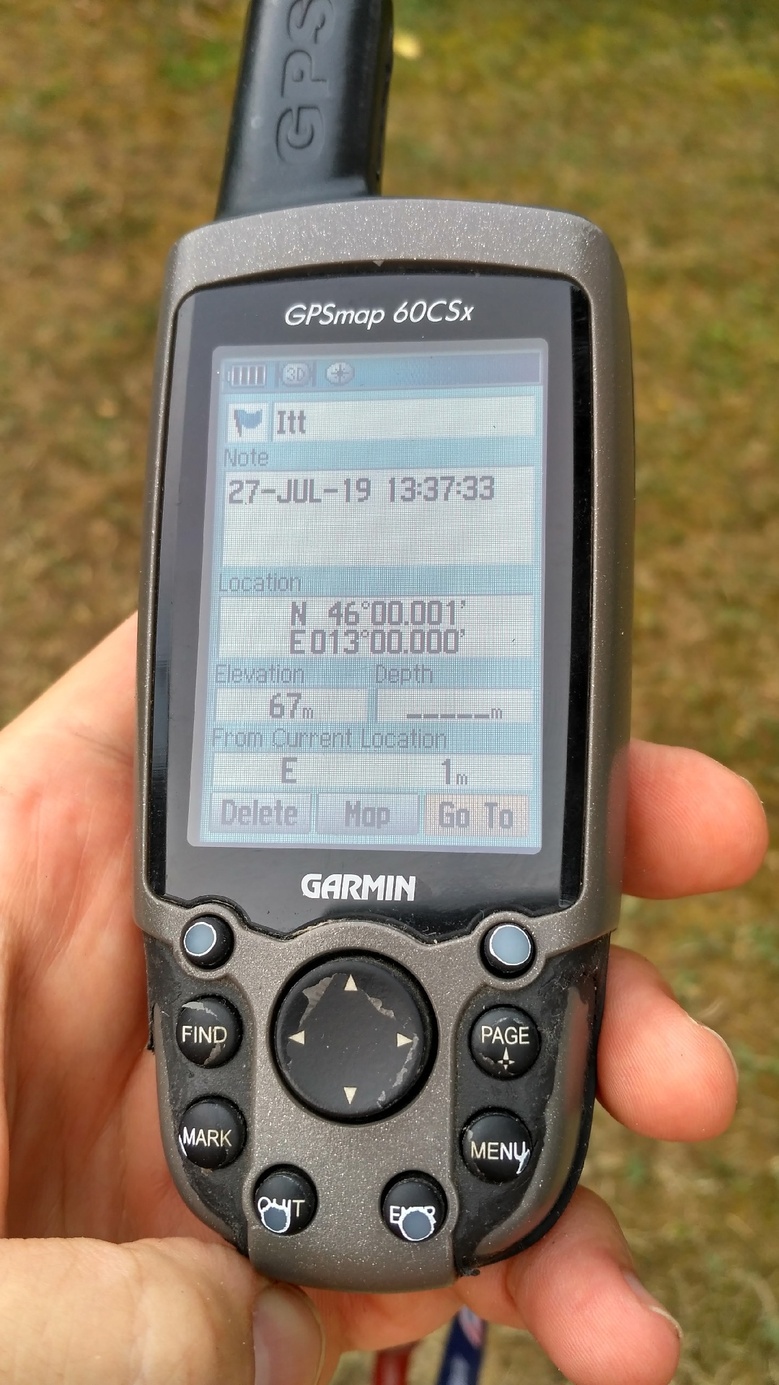 GPS
GPSmap 60CSx
3D
Itt
Note
27-JUL-19 13:37:33
Location
N 46°00.001'
E013°00.000'
Elevation Depth
67m _____m
From Current Location
E 1m
Delete Map Go To
GARMIN
FIND PAGE
MARK MENU
QUIT